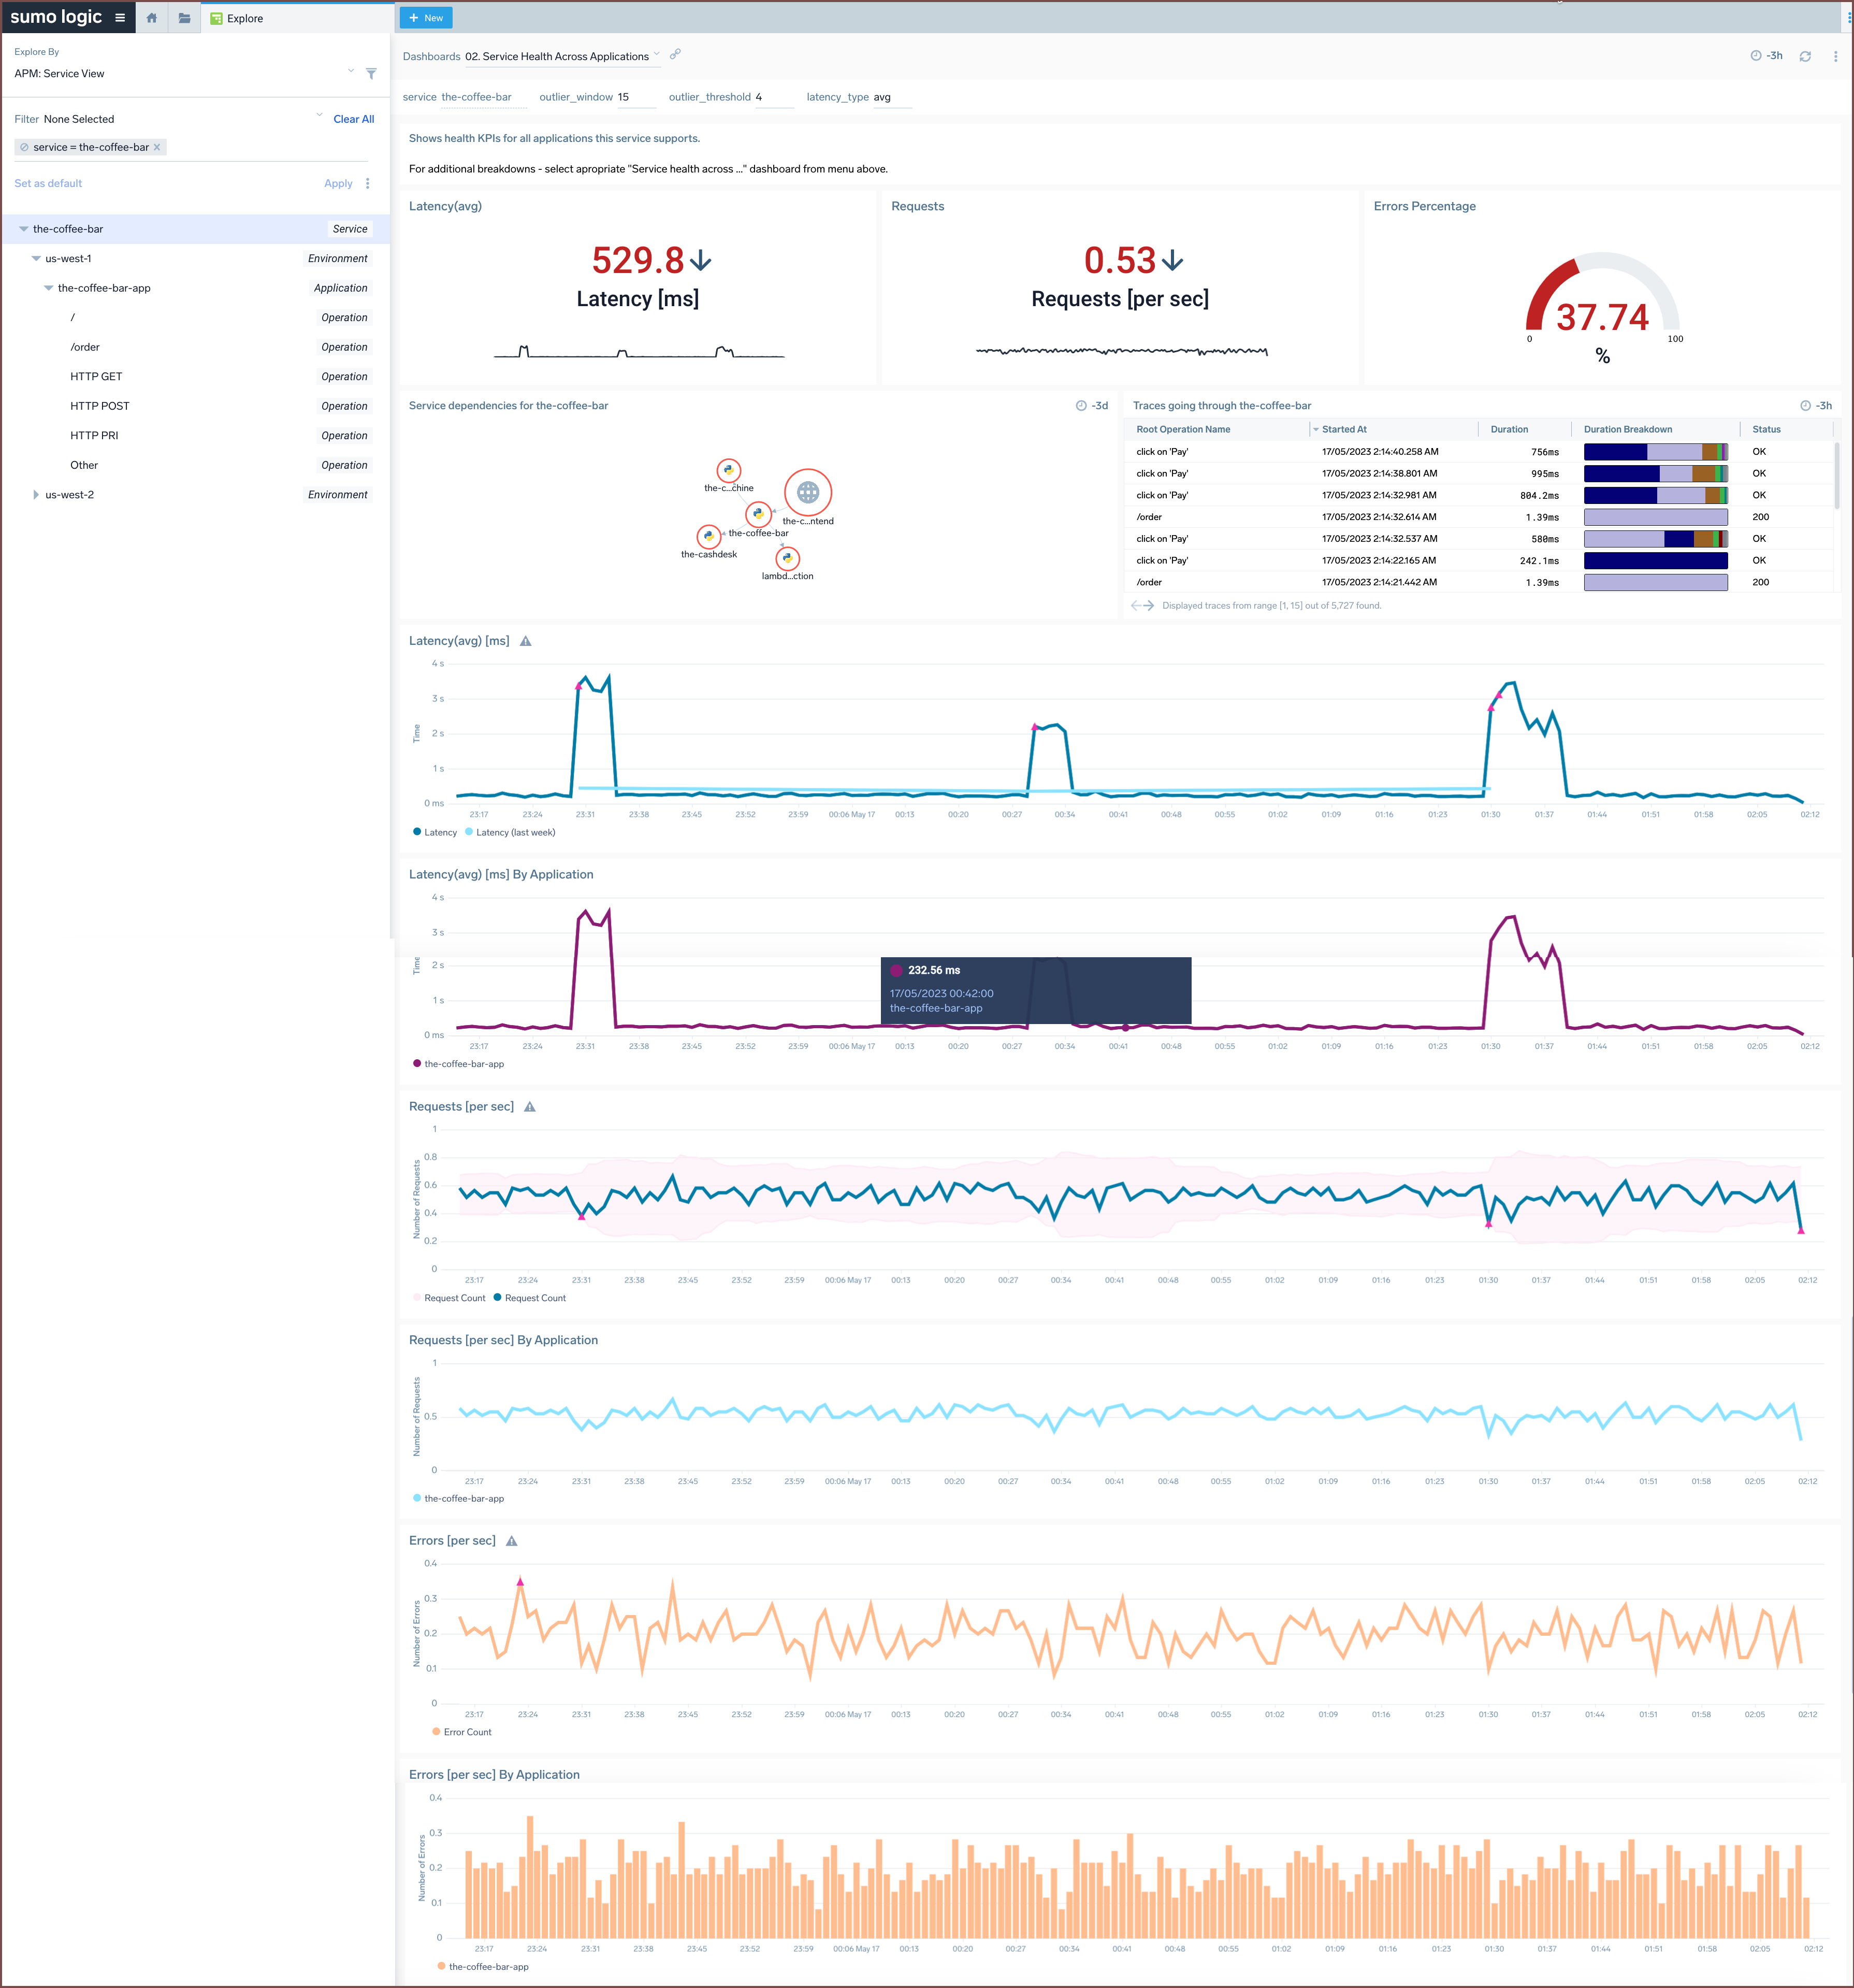 sumo logic
Explore
+ New
Explore By
APM: Service View
Filter None Selected
Clear All
service = the-coffee-bar
Set as default
Apply
the-coffee-bar Service
us-west-1 Environment
the-coffee-bar-app Application
/ Operation
/order Operation
HTTP GET Operation
HTTP POST Operation
HTTP PRI Operation
Other Operation
us-west-2 Environment
Dashboards 02. Service Health Across Applications
-3h
service the-coffee-bar outlier_window 15 outlier_threshold 4 latency_type avg
Shows health KPIs for all applications this service supports.
For additional breakdowns - select apropriate "Service health across ..." dashboard from menu above.
Latency(avg)
529.8
Latency [ms]
Requests
0.53
Requests [per sec]
Errors Percentage
37.74
0 100
%
Service dependencies for the-coffee-bar
-3d
the-c...chine
the-c...ntend
the-coffee-bar
the-cashdesk
lambd...ction
Traces going through the-coffee-bar
-3h
Root Operation Name Started At Duration Duration Breakdown Status
click on 'Pay' 17/05/2023 2:14:40.258 AM 756ms OK
click on 'Pay' 17/05/2023 2:14:38.801 AM 995ms OK
click on 'Pay' 17/05/2023 2:14:32.981 AM 804.2ms OK
/order 17/05/2023 2:14:32.614 AM 1.39ms 200
click on 'Pay' 17/05/2023 2:14:32.537 AM 580ms OK
click on 'Pay' 17/05/2023 2:14:22.165 AM 242.1ms OK
/order 17/05/2023 2:14:21.442 AM 1.39ms 200
Displayed traces from range [1, 15] out of 5,727 found.
Latency(avg) [ms]
Time
4 s
3 s
2 s
1 s
0 ms
23:17 23:24 23:31 23:38 23:45 23:52 23:59 00:06 May 17 00:13 00:20 00:27 00:34 00:41 00:48 00:55 01:02 01:09 01:16 01:23 01:30 01:37 01:44 01:51 01:58 02:05 02:12
Latency Latency (last week)
Latency(avg) [ms] By Application
Time
4 s
3 s
2 s
1 s
0 ms
232.56 ms
17/05/2023 00:42:00
the-coffee-bar-app
23:17 23:24 23:31 23:38 23:45 23:52 23:59 00:06 May 17 00:13 00:20 00:27 00:34 00:41 00:48 00:55 01:02 01:09 01:16 01:23 01:30 01:37 01:44 01:51 01:58 02:05 02:12
the-coffee-bar-app
Requests [per sec]
Number of Requests
1
0.8
0.6
0.4
0.2
0
23:17 23:24 23:31 23:38 23:45 23:52 23:59 00:06 May 17 00:13 00:20 00:27 00:34 00:41 00:48 00:55 01:02 01:09 01:16 01:23 01:30 01:37 01:44 01:51 01:58 02:05 02:12
Request Count Request Count
Requests [per sec] By Application
Number of Requests
1
0.5
0
23:17 23:24 23:31 23:38 23:45 23:52 23:59 00:06 May 17 00:13 00:20 00:27 00:34 00:41 00:48 00:55 01:02 01:09 01:16 01:23 01:30 01:37 01:44 01:51 01:58 02:05 02:12
the-coffee-bar-app
Errors [per sec]
Number of Errors
0.4
0.3
0.2
0.1
0
23:17 23:24 23:31 23:38 23:45 23:52 23:59 00:06 May 17 00:13 00:20 00:27 00:34 00:41 00:48 00:55 01:02 01:09 01:16 01:23 01:30 01:37 01:44 01:51 01:58 02:05 02:12
Error Count
Errors [per sec] By Application
Number of Errors
0.4
0.3
0.2
0.1
0
23:17 23:24 23:31 23:38 23:45 23:52 23:59 00:06 May 17 00:13 00:20 00:27 00:34 00:41 00:48 00:55 01:02 01:09 01:16 01:23 01:30 01:37 01:44 01:51 01:58 02:05 02:12
the-coffee-bar-app